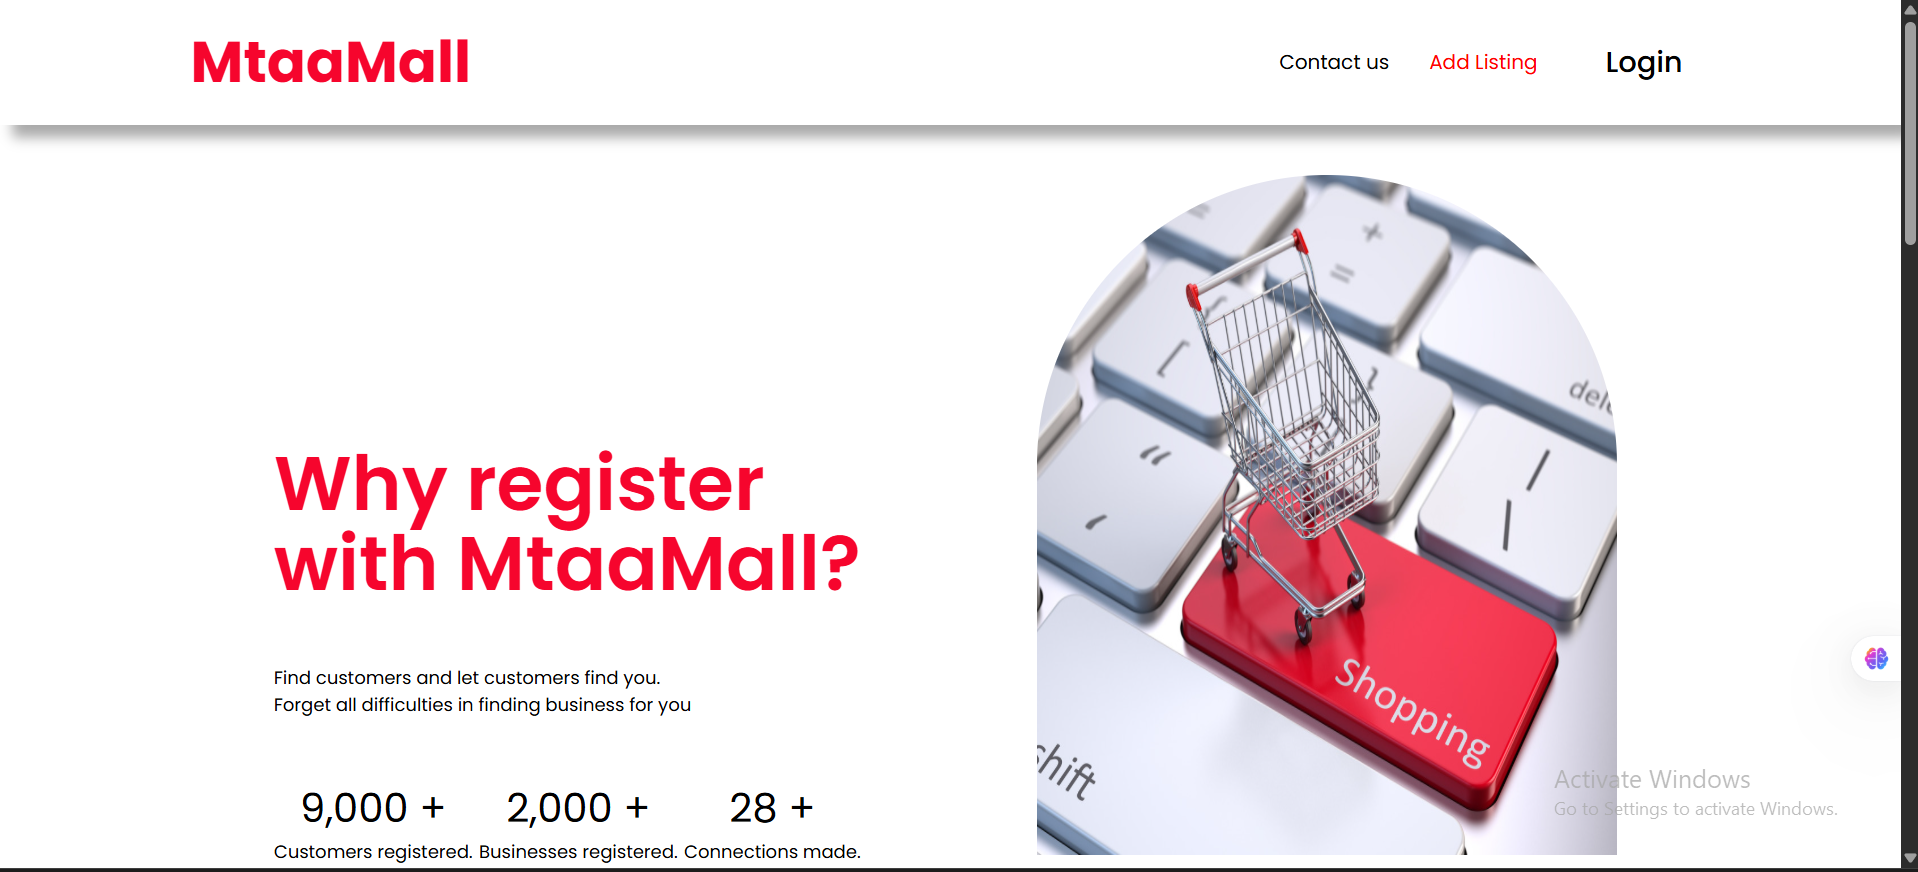 MtaaMall
Contact us
Add Listing
Login
Why register
with MtaaMall?
Find customers and let customers find you.
Forget all difficulties in finding business for you
9,000 +
2,000 +
28 +
Customers registered.
Businesses registered.
Connections made.
+
=
[
}
"
'
\
|
Shopping
shift
Activate Windows
Go to Settings to activate Windows.